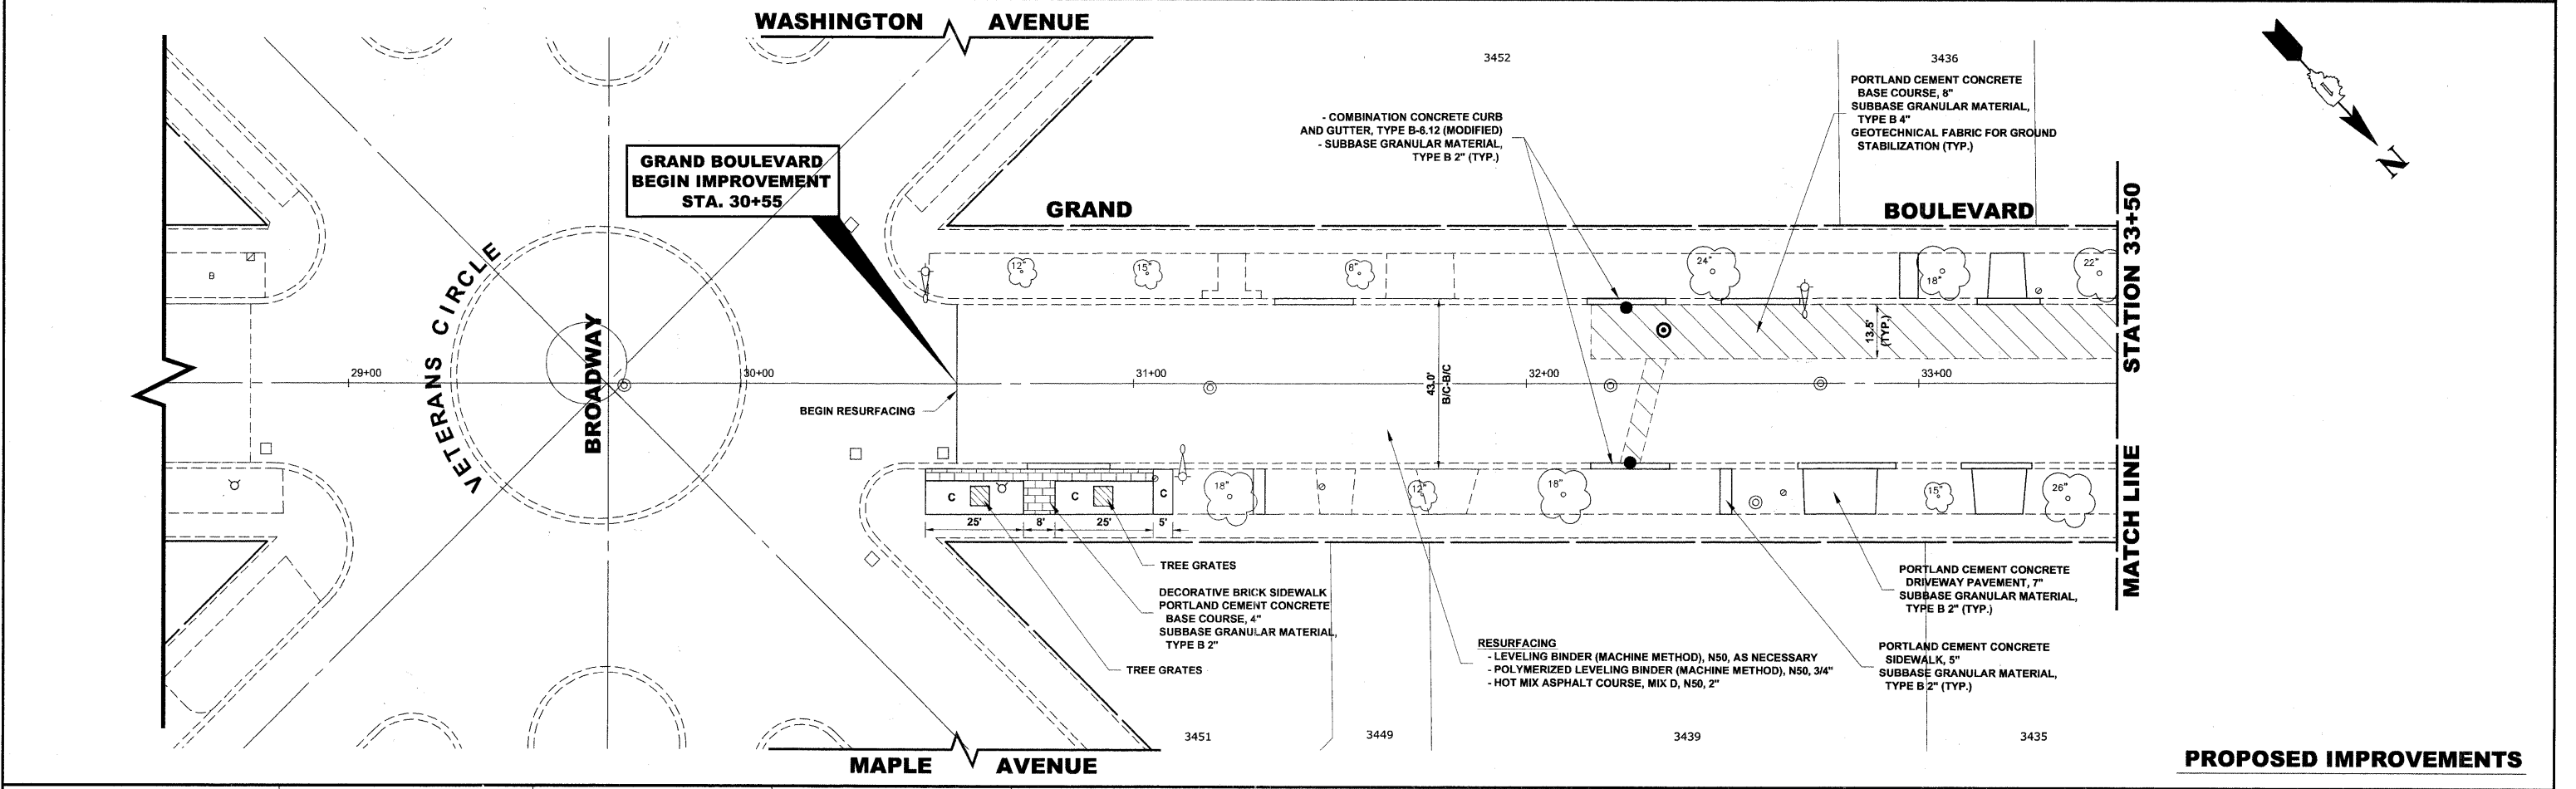 WASHINGTON AVENUE
3452
3436
PORTLAND CEMENT CONCRETE
BASE COURSE, 8"
SUBBASE GRANULAR MATERIAL,
TYPE B 4"
GEOTECHNICAL FABRIC FOR GROUND
STABILIZATION (TYP.)
- COMBINATION CONCRETE CURB
AND GUTTER, TYPE B-6.12 (MODIFIED)
- SUBBASE GRANULAR MATERIAL,
TYPE B 2" (TYP.)
N
GRAND BOULEVARD
BEGIN IMPROVEMENT
STA. 30+55
GRAND BOULEVARD
STATION 33+50
MATCH LINE
VETERANS CIRCLE
BROADWAY
B
12"
15"
8"
24"
18"
22"
13.5'
(TYP.)
29+00
30+00
31+00
32+00
33+00
43.0'
B/C-B/C
BEGIN RESURFACING
C
C
C
18"
12"
18"
15"
26"
25'
8'
25'
5'
TREE GRATES
DECORATIVE BRICK SIDEWALK
PORTLAND CEMENT CONCRETE
BASE COURSE, 4"
SUBBASE GRANULAR MATERIAL,
TYPE B 2"
TREE GRATES
RESURFACING
- LEVELING BINDER (MACHINE METHOD), N50, AS NECESSARY
- POLYMERIZED LEVELING BINDER (MACHINE METHOD), N50, 3/4"
- HOT MIX ASPHALT COURSE, MIX D, N50, 2"
PORTLAND CEMENT CONCRETE
DRIVEWAY PAVEMENT, 7"
SUBBASE GRANULAR MATERIAL,
TYPE B 2" (TYP.)
PORTLAND CEMENT CONCRETE
SIDEWALK, 5"
SUBBASE GRANULAR MATERIAL,
TYPE B 2" (TYP.)
3451
3449
3439
3435
MAPLE AVENUE
PROPOSED IMPROVEMENTS